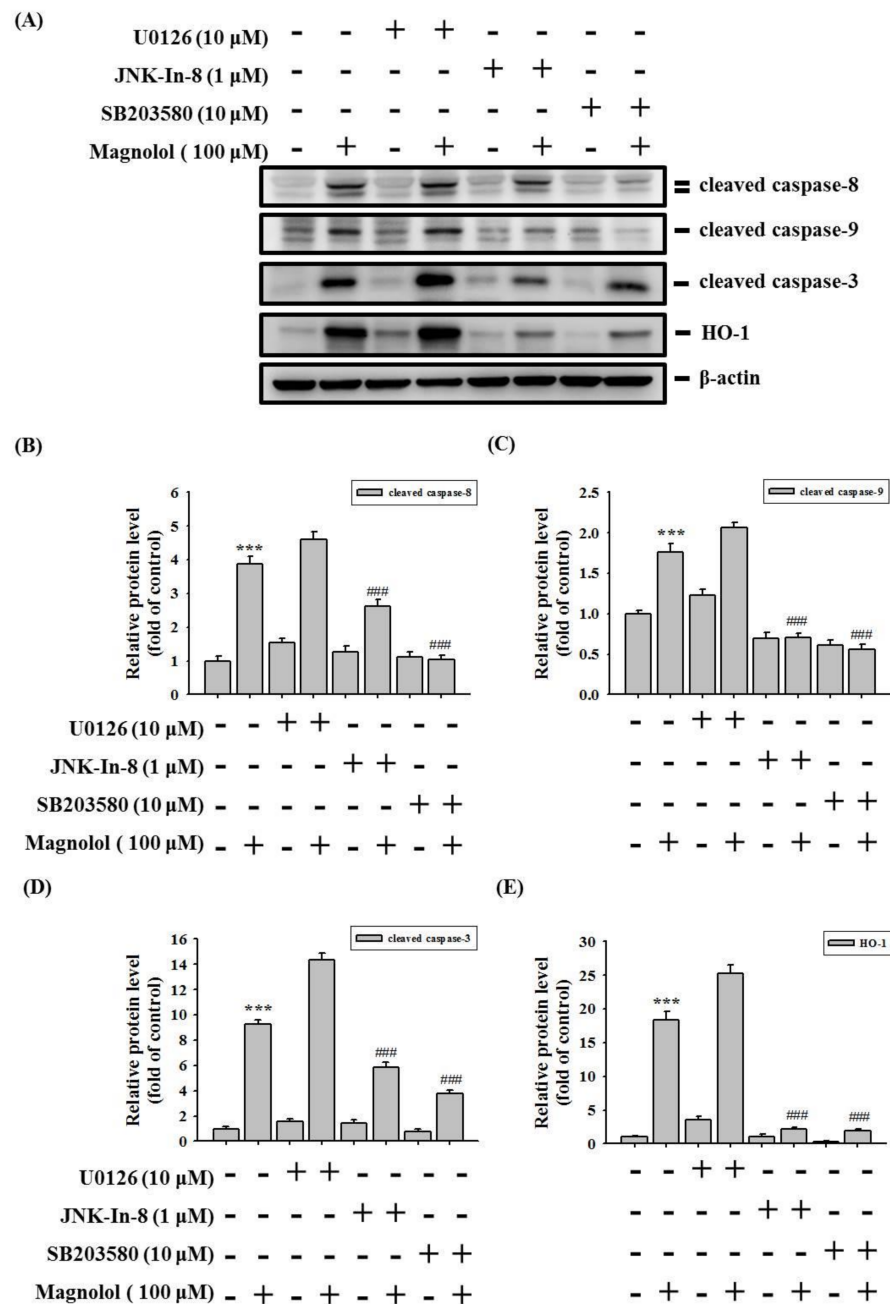 (A)
U0126 (10 μM) - - + + - - - -
JNK-In-8 (1 μM) - - - - + + - -
SB203580 (10 μM) - - - - - - + +
Magnolol ( 100 μM) - + - + - + - +
cleaved caspase-8
cleaved caspase-9
cleaved caspase-3
HO-1
β-actin
(B)
cleaved caspase-8
Relative protein level
(fold of control)
6
5
4
3
2
1
0
***
###
###
U0126 (10 μM) - - + + - - - -
JNK-In-8 (1 μM) - - - - + + - -
SB203580 (10 μM) - - - - - - + +
Magnolol ( 100 μM) - + - + - + - +
(C)
cleaved caspase-9
Relative protein level
(fold of control)
2.5
2.0
1.5
1.0
0.5
0.0
***
###
###
- - + + - - - -
- - - - + + - -
- - - - - - + +
- + - + - + - +
(D)
cleaved caspase-3
Relative protein level
(fold of control)
16
14
12
10
8
6
4
2
0
***
###
###
U0126 (10 μM) - - + + - - - -
JNK-In-8 (1 μM) - - - - + + - -
SB203580 (10 μM) - - - - - - + +
Magnolol ( 100 μM) - + - + - + - +
(E)
HO-1
Relative protein level
(fold of control)
30
25
20
15
10
5
0
***
###
###
- - + + - - - -
- - - - + + - -
- - - - - - + +
- + - + - + - +